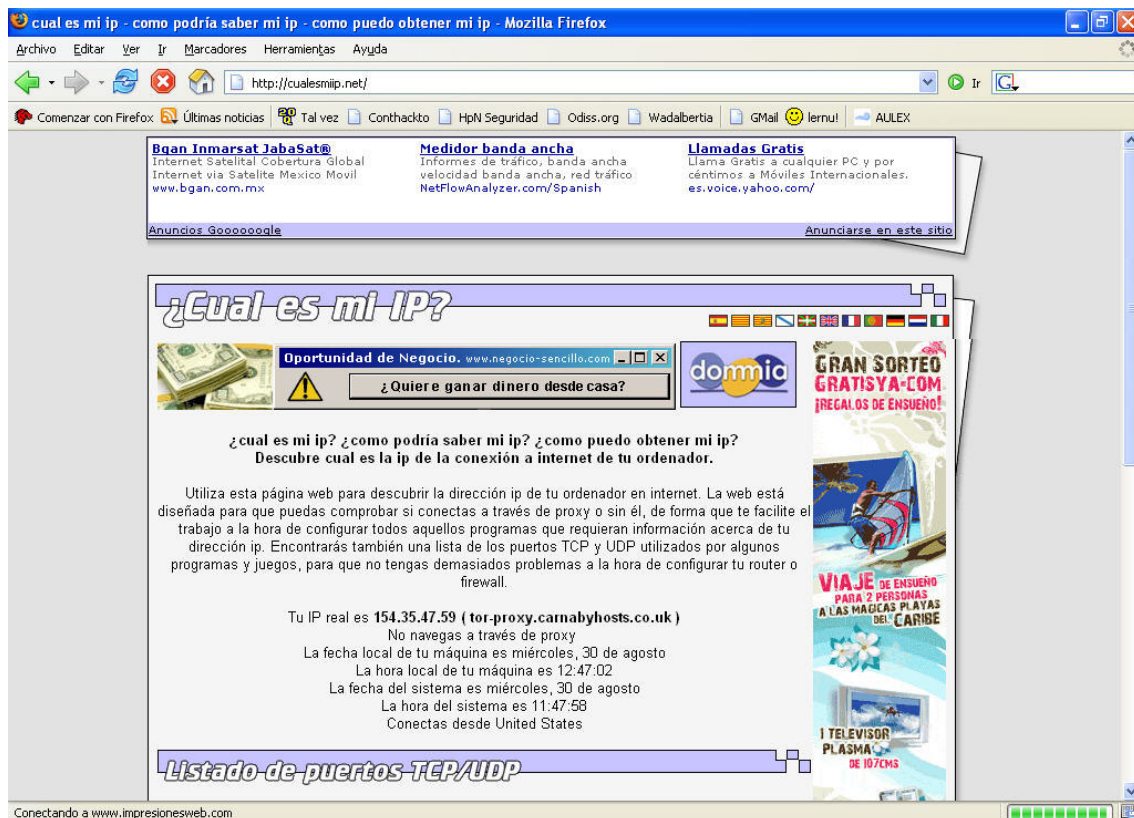 cual es mi ip - como podría saber mi ip - como puedo obtener mi ip - Mozilla Firefox
Archivo Editar Ver Ir Marcadores Herramientas Ayuda
http://cualesmiip.net/ Ir G
Comenzar con Firefox Últimas noticias Tal vez Conthackto HpN Seguridad Odiss.org Wadalbertia GMail lernu! AULEX
Bgan Inmarsat JabaSat® Medidor banda ancha Llamadas Gratis
Internet Satelital Cobertura Global Informes de tráfico, banda ancha Llama Gratis a cualquier PC y por
Internet via Satelite Mexico Movil velocidad banda ancha, red tráfico céntimos a Móviles Internacionales.
www.bgan.com.mx NetFlowAnalyzer.com/Spanish es.voice.yahoo.com/
Anuncios Goooooogle Anunciarse en este sitio
¿Cual es mi IP?
Oportunidad de Negocio. www.negocio-sencillo.com
¿Quiere ganar dinero desde casa?
dommia
¿cual es mi ip? ¿como podría saber mi ip? ¿como puedo obtener mi ip?
Descubre cual es la ip de la conexión a internet de tu ordenador.
Utiliza esta página web para descubrir la dirección ip de tu ordenador en internet. La web está
diseñada para que puedas comprobar si conectas a través de proxy o sin él, de forma que te facilite el
trabajo a la hora de configurar todos aquellos programas que requieran información acerca de tu
dirección ip. Encontrarás también una lista de los puertos TCP y UDP utilizados por algunos
programas y juegos, para que no tengas demasiados problemas a la hora de configurar tu router o
firewall.
Tu IP real es 154.35.47.59 ( tor-proxy.carnabyhosts.co.uk )
No navegas a través de proxy
La fecha local de tu máquina es miércoles, 30 de agosto
La hora local de tu máquina es 12:47:02
La fecha del sistema es miércoles, 30 de agosto
La hora del sistema es 11:47:58
Conectas desde United States
Listado de puertos TCP/UDP
GRAN SORTEO
GRATISYA.COM
¡REGALOS DE ENSUEÑO!
VIAJE DE ENSUEÑO
PARA 2 PERSONAS
A LAS MAGICAS PLAYAS
DEL CARIBE
1 TELEVISOR
PLASMA
DE 107CMS
Conectando a www.impresionesweb.com